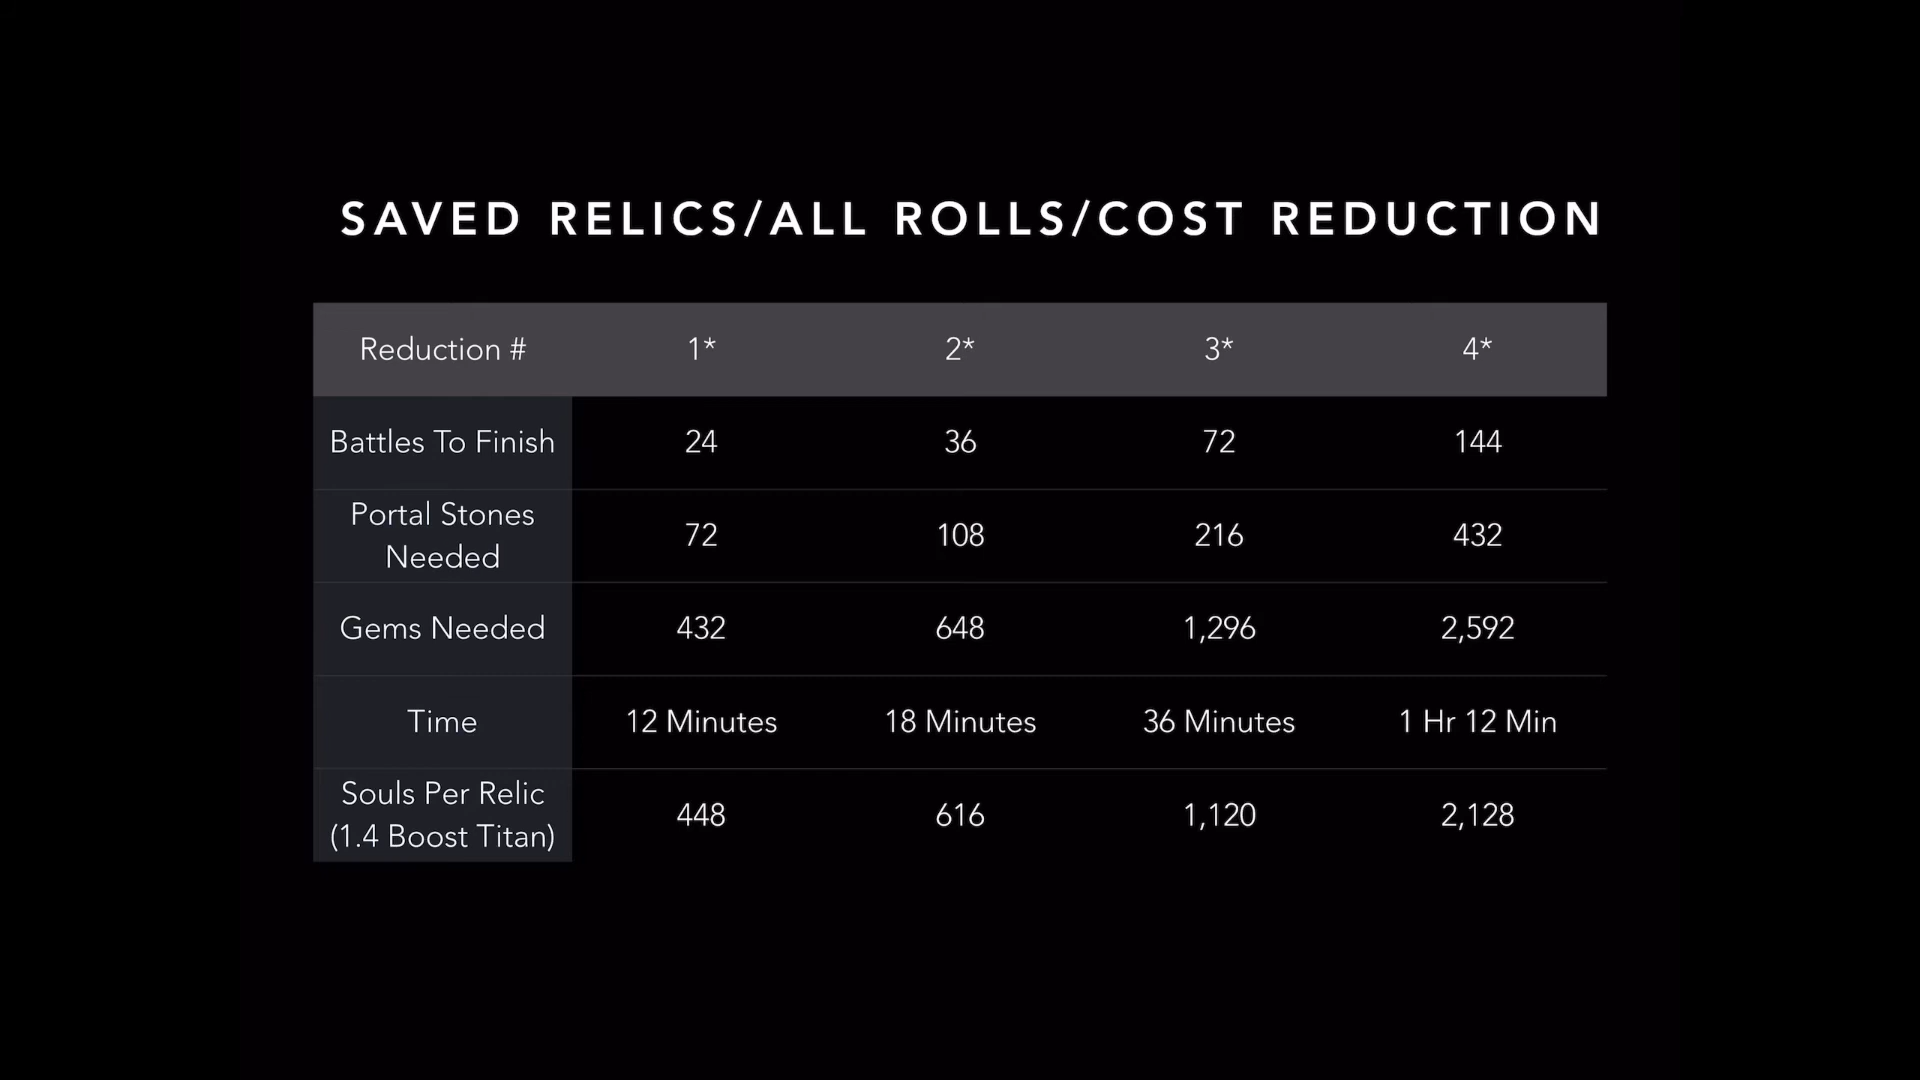 SAVED RELICS/ALL ROLLS/COST REDUCTION
Reduction # 1* 2* 3* 4*
Battles To Finish 24 36 72 144
Portal Stones
Needed 72 108 216 432
Gems Needed 432 648 1,296 2,592
Time 12 Minutes 18 Minutes 36 Minutes 1 Hr 12 Min
Souls Per Relic
(1.4 Boost Titan) 448 616 1,120 2,128